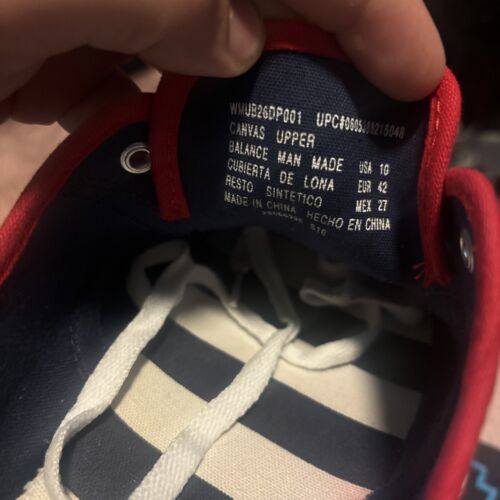 WMUB26DP001 UPC#
CANVAS UPPER
BALANCE MAN MADE USA 10
CUBIERTA DE LONA EUR 42
RESTO SINTETICO MEX 27
MADE IN CHINA HECHO EN CHINA
S16